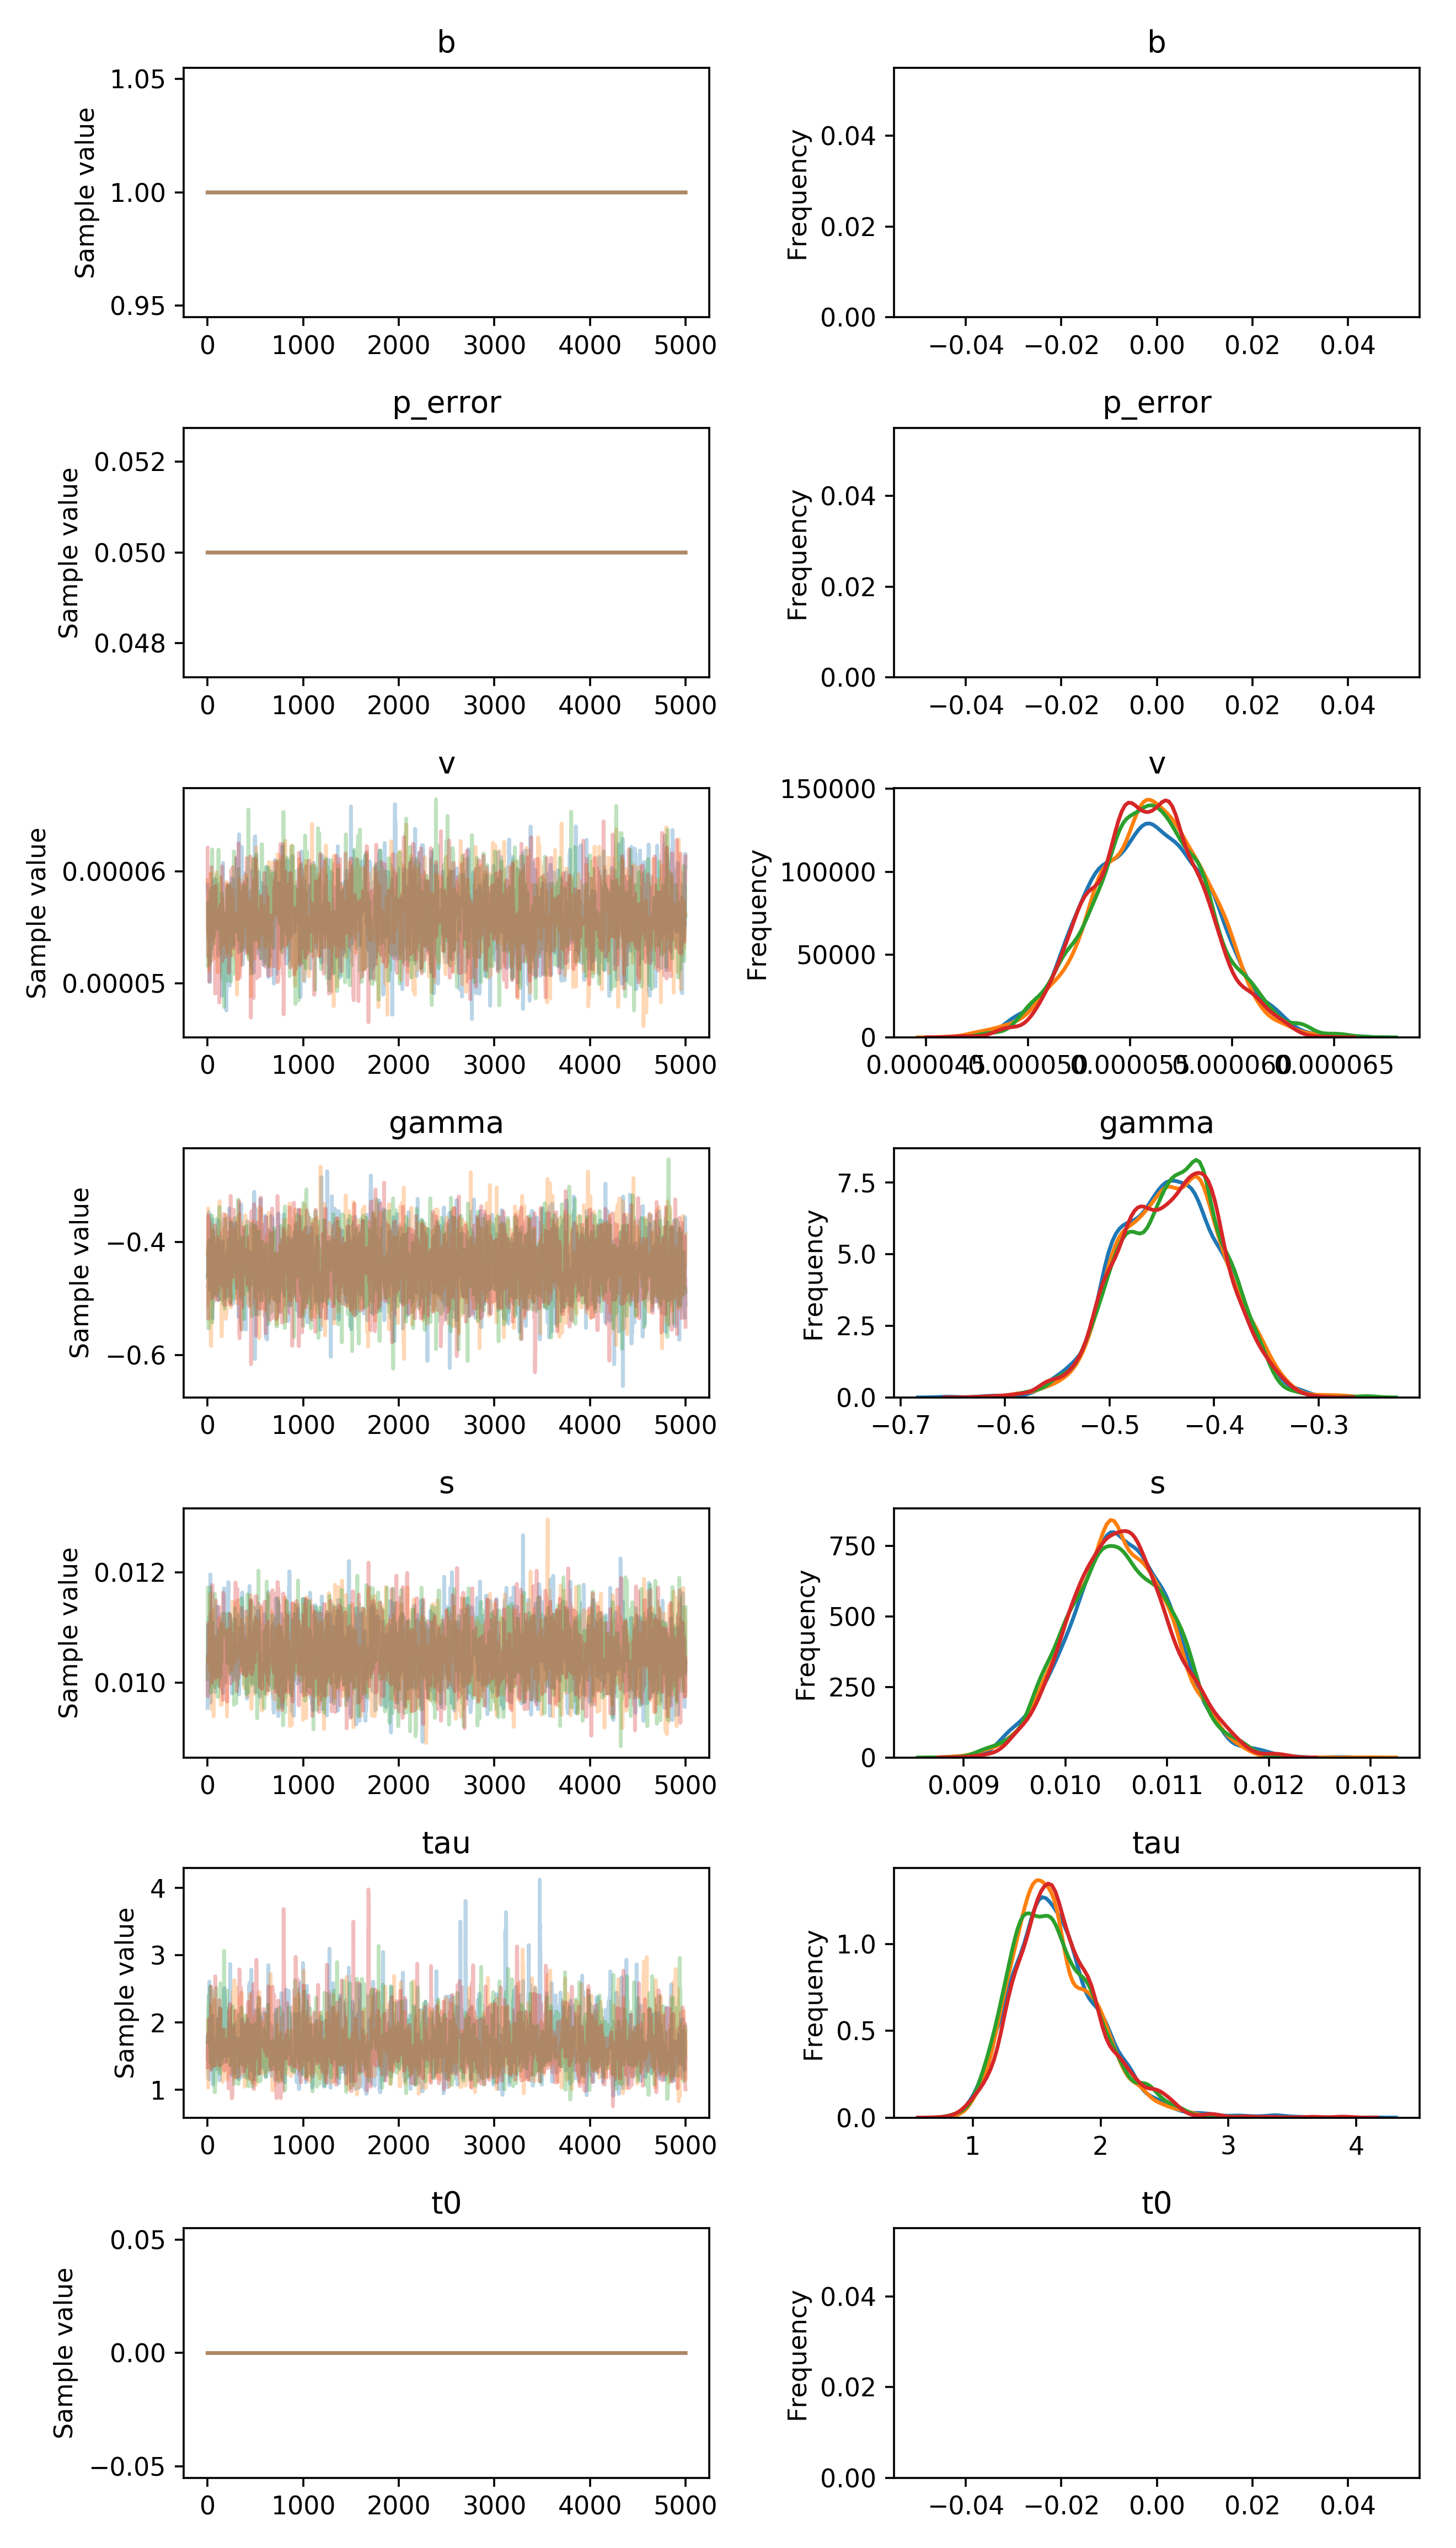 b
b
Sample value
1.05
1.00
0.95
0 1000 2000 3000 4000 5000
Frequency
0.04
0.02
0.00
−0.04 −0.02 0.00 0.02 0.04
p_error
p_error
Sample value
0.052
0.050
0.048
0 1000 2000 3000 4000 5000
Frequency
0.04
0.02
0.00
−0.04 −0.02 0.00 0.02 0.04
v
v
Sample value
0.00006
0.00005
0 1000 2000 3000 4000 5000
Frequency
150000
100000
50000
0
0.000045 0.000050 0.000055 0.000060 0.000065
gamma
gamma
Sample value
−0.4
−0.6
0 1000 2000 3000 4000 5000
Frequency
7.5
5.0
2.5
0.0
−0.7 −0.6 −0.5 −0.4 −0.3
s
s
Sample value
0.012
0.010
0 1000 2000 3000 4000 5000
Frequency
750
500
250
0
0.009 0.010 0.011 0.012 0.013
tau
tau
Sample value
4
3
2
1
0 1000 2000 3000 4000 5000
Frequency
1.0
0.5
0.0
1 2 3 4
t0
t0
Sample value
0.05
0.00
−0.05
0 1000 2000 3000 4000 5000
Frequency
0.04
0.02
0.00
−0.04 −0.02 0.00 0.02 0.04